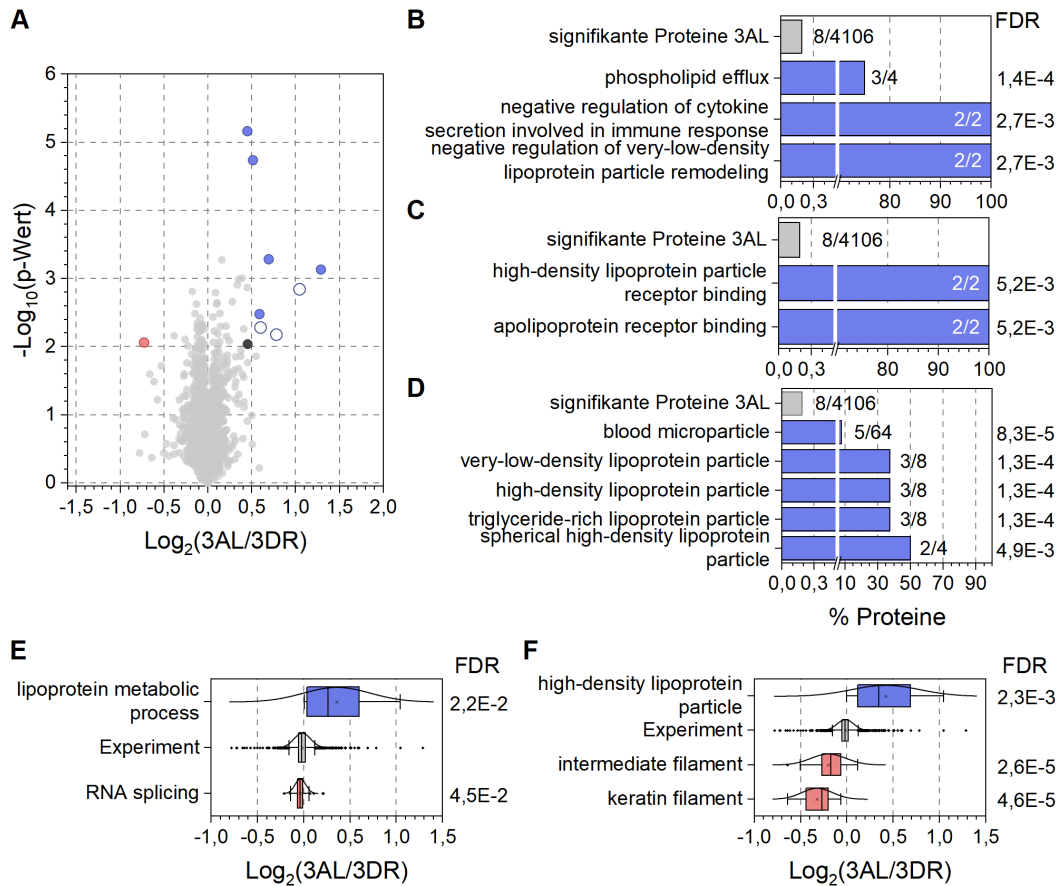 A
6
5
4
3
2
1
0
-Log10(p-Wert)
-1,5 -1,0 -0,5 0,0 0,5 1,0 1,5 2,0
Log2(3AL/3DR)
B
FDR
signifikante Proteine 3AL 8/4106
phospholipid efflux 3/4 1,4E-4
negative regulation of cytokine
secretion involved in immune response 2/2 2,7E-3
negative regulation of very-low-density
lipoprotein particle remodeling 2/2 2,7E-3
0,0 0,3 80 90 100
C
signifikante Proteine 3AL 8/4106
high-density lipoprotein particle
receptor binding 2/2 5,2E-3
apolipoprotein receptor binding 2/2 5,2E-3
0,0 0,3 80 90 100
D
signifikante Proteine 3AL 8/4106
blood microparticle 5/64 8,3E-5
very-low-density lipoprotein particle 3/8 1,3E-4
high-density lipoprotein particle 3/8 1,3E-4
triglyceride-rich lipoprotein particle 3/8 1,3E-4
spherical high-density lipoprotein
particle 2/4 4,9E-3
0,0 0,3 10 30 50 70 90
% Proteine
E
FDR
lipoprotein metabolic
process 2,2E-2
Experiment
RNA splicing 4,5E-2
-1,0 -0,5 0,0 0,5 1,0 1,5
Log2(3AL/3DR)
F
FDR
high-density lipoprotein
particle 2,3E-3
Experiment
intermediate filament 2,6E-5
keratin filament 4,6E-5
-1,0 -0,5 0,0 0,5 1,0 1,5
Log2(3AL/3DR)